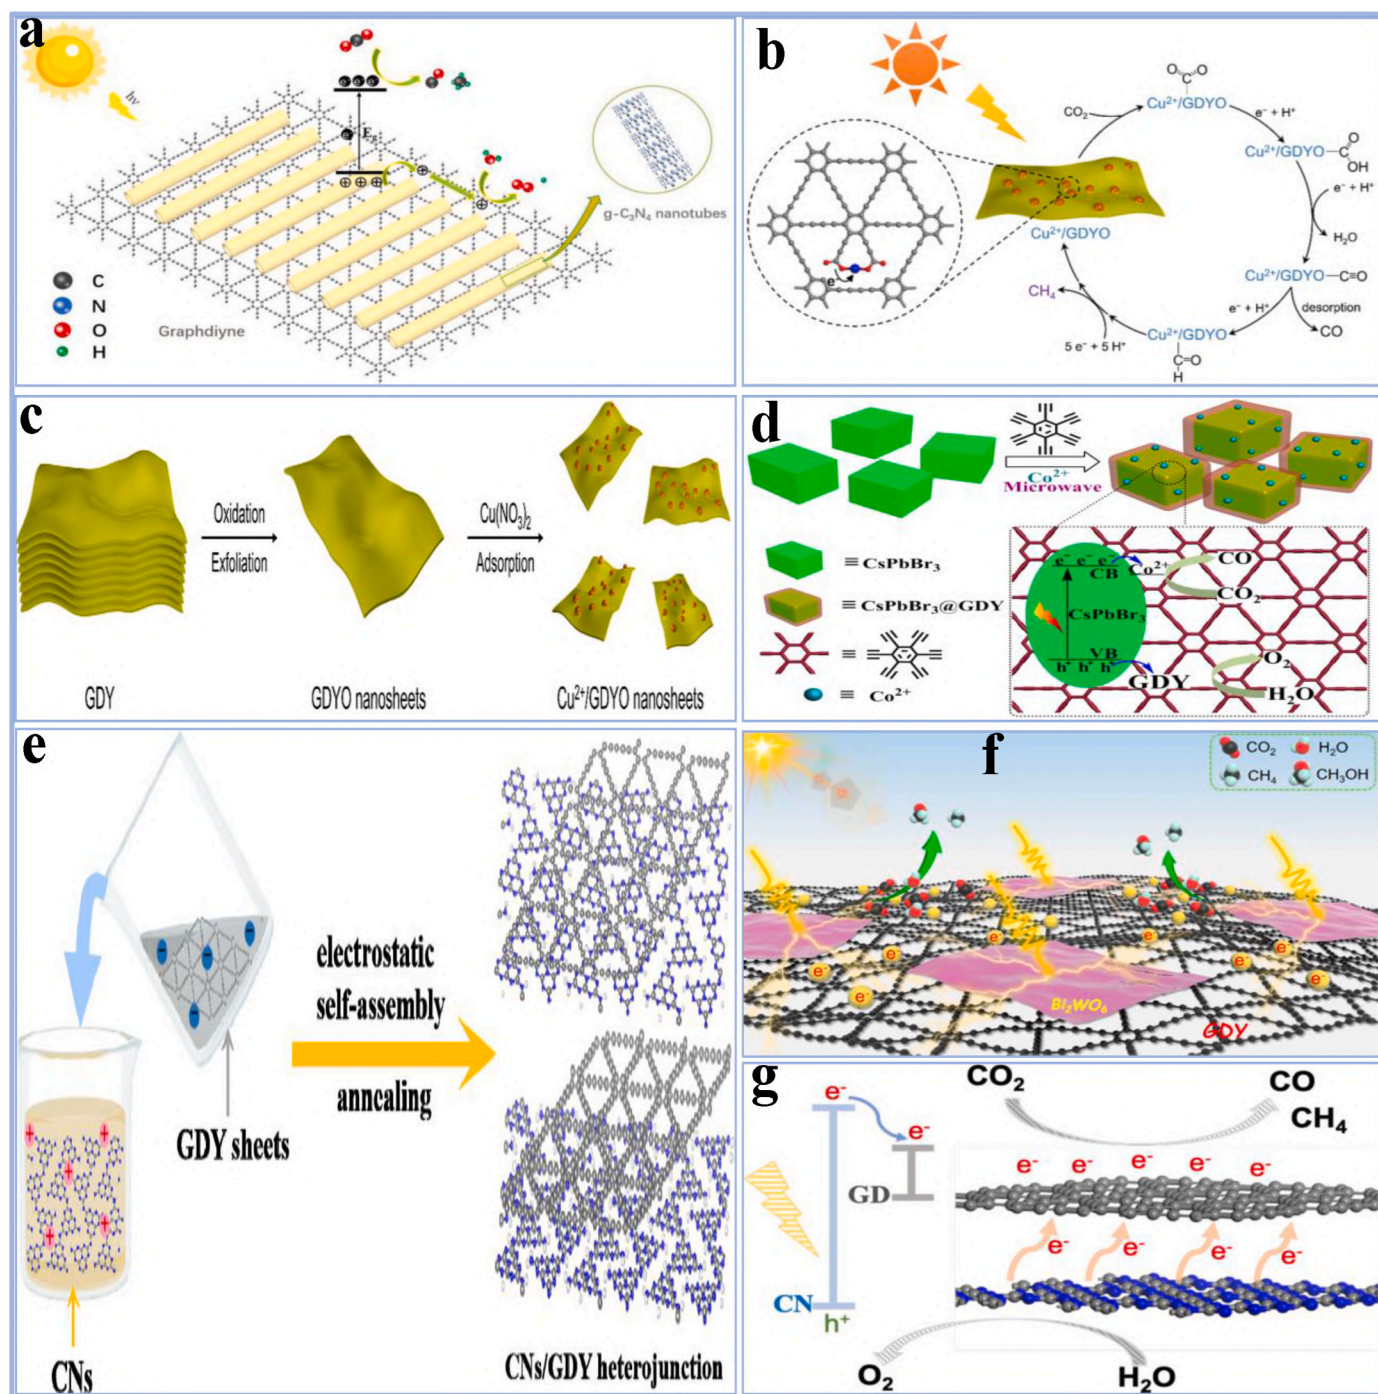 a
hν
e⁻ e⁻ e⁻
E_g
g-C₃N₄ nanotubes
C
N
O
H
Graphdiyne
b
O
C
O
Cu²⁺/GDYO
CO₂
e⁻ + H⁺
Cu²⁺/GDYO
C
O
OH
e⁻ + H⁺
H₂O
Cu²⁺/GDYO
e⁻
CH₄
Cu²⁺/GDYO C≡O
e⁻ + H⁺
desorption
CO
5 e⁻ + 5 H⁺
Cu²⁺/GDYO
C=O
H
c
Oxidation
Exfoliation
Cu(NO₃)₂
Adsorption
GDY
GDYO nanosheets
Cu²⁺/GDYO nanosheets
d
Co²⁺
Microwave
≡ CsPbBr₃
≡ CsPbBr₃@GDY
≡
≡ Co²⁺
e⁻ e⁻ e⁻
CB
Co²⁺
CO
CO₂
CsPbBr₃
VB
h⁺ h⁺ h⁺
GDY
O₂
H₂O
e
electrostatic
self-assembly
anncaling
GDY sheets
CNs
CNs/GDY heterojunction
f
CO₂
H₂O
CH₄
CH₃OH
e⁻
e⁻
e⁻
e⁻
e⁻
e⁻
Bi₂WO₆
GDY
g
CO₂
CO
CH₄
e⁻
e⁻
GD
e⁻ e⁻ e⁻ e⁻ e⁻
e⁻ e⁻ e⁻ e⁻
CN
h⁺
O₂
H₂O